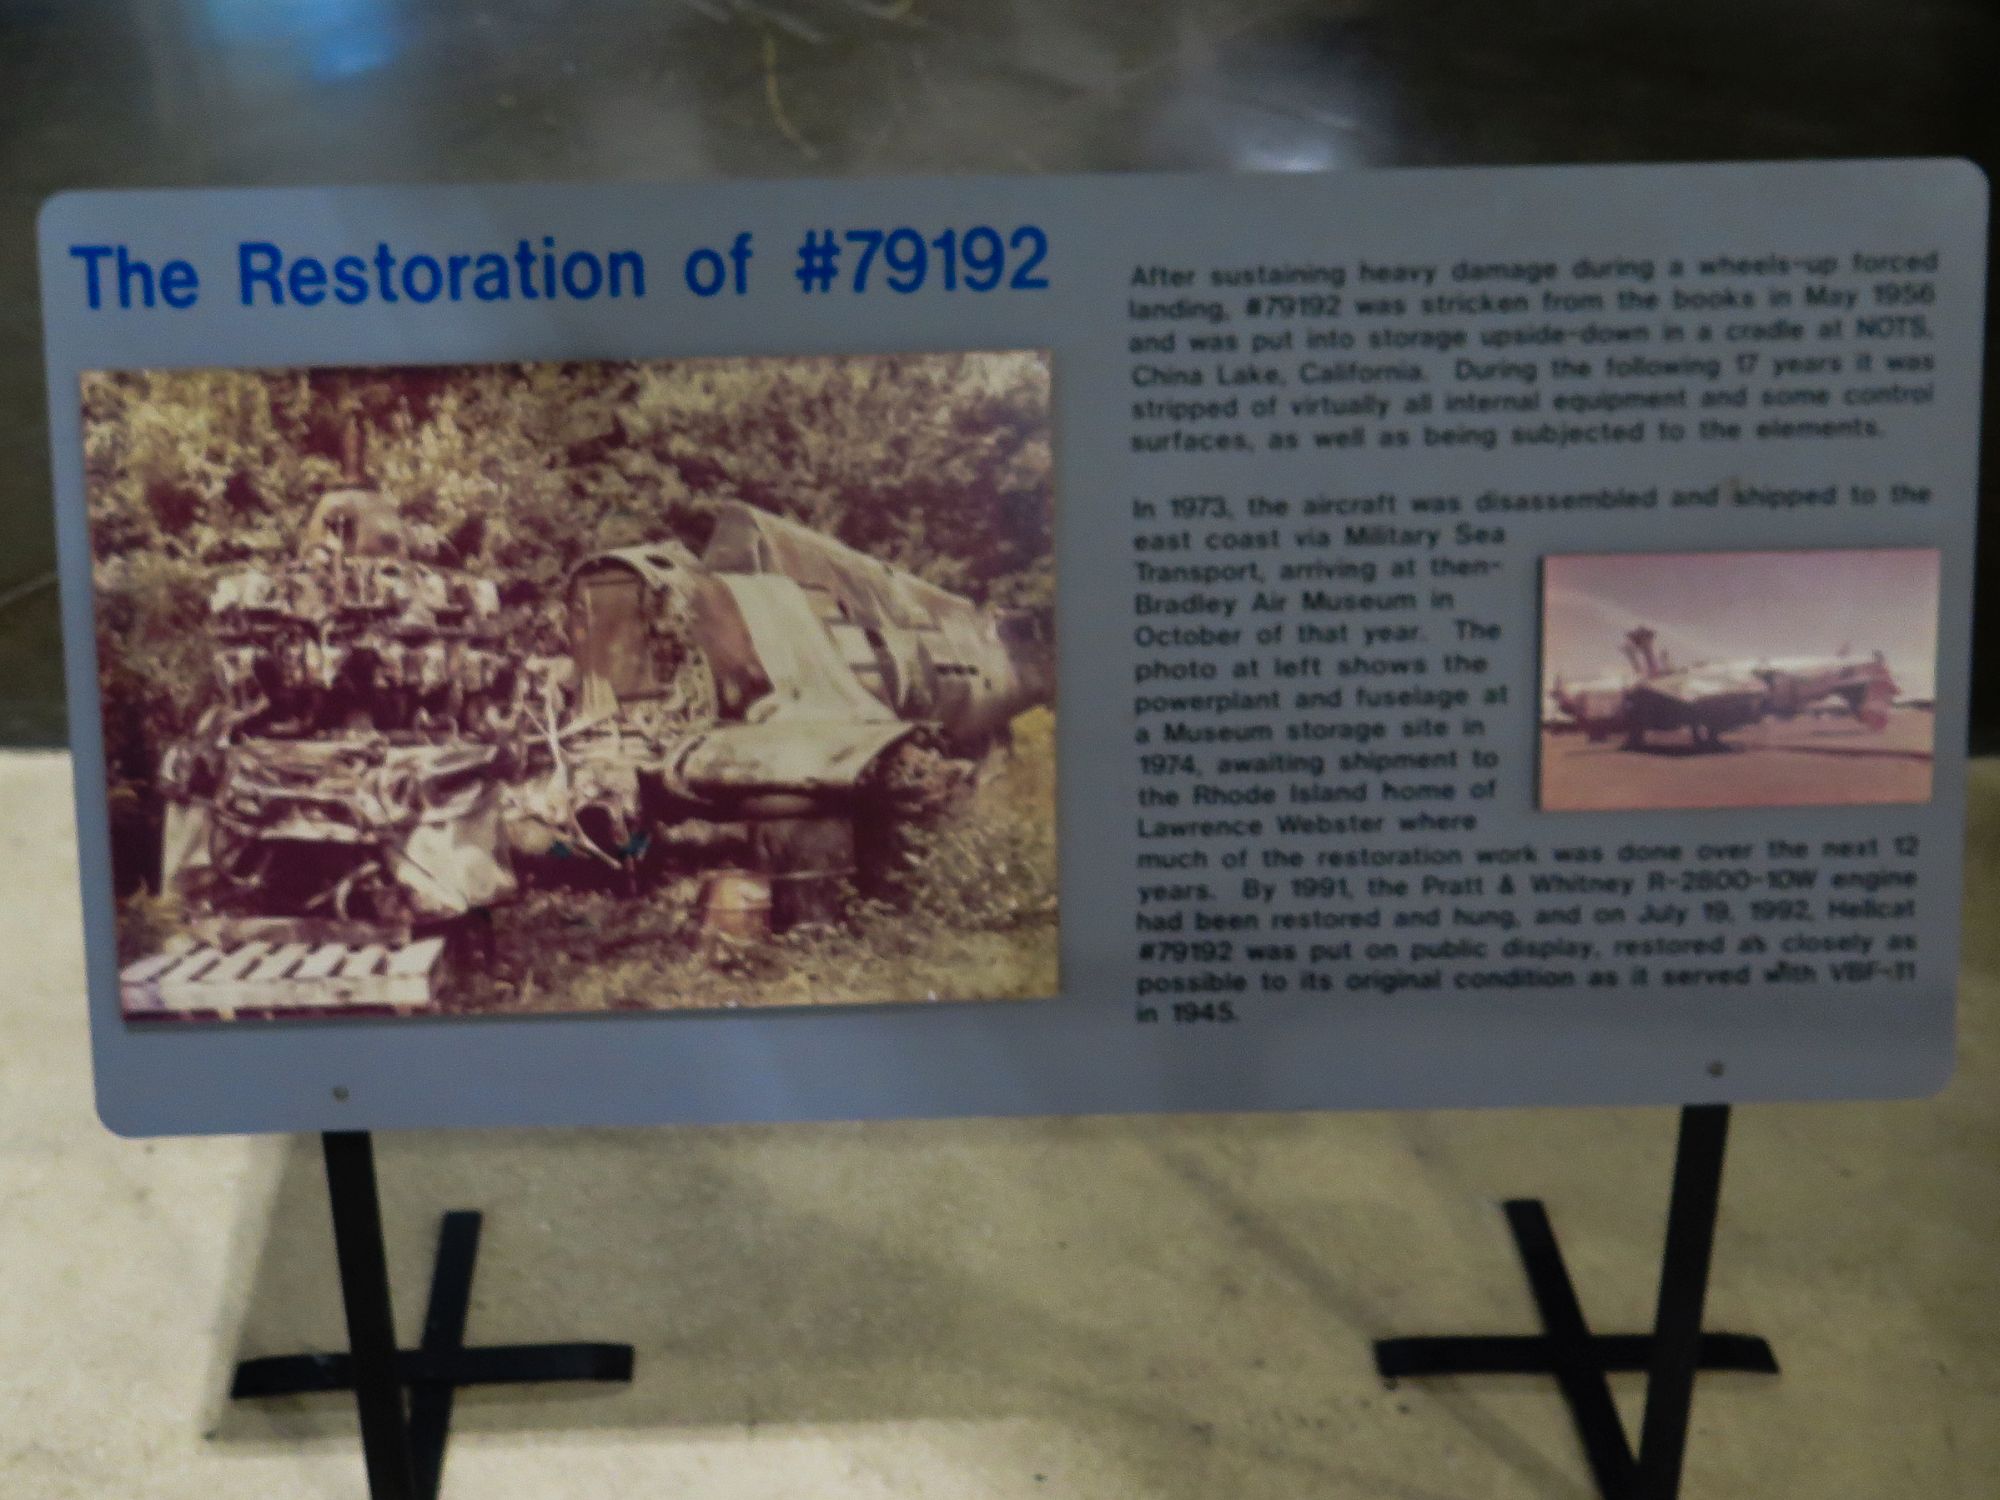 The Restoration of #79192
After sustaining heavy damage during a wheels-up forced
landing, #79192 was stricken from the books in May 1956
and was put into storage upside-down in a cradle at NOTS,
China Lake, California. During the following 17 years it was
stripped of virtually all internal equipment and some control
surfaces, as well as being subjected to the elements.
In 1973, the aircraft was disassembled and shipped to the
east coast via Military Sea
Transport, arriving at then-
Bradley Air Museum in
October of that year. The
photo at left shows the
powerplant and fuselage at
a Museum storage site in
1974, awaiting shipment to
the Rhode Island home of
Lawrence Webster where
much of the restoration work was done over the next 12
years. By 1991, the Pratt & Whitney R-2800-10W engine
had been restored and hung, and on July 19, 1992, Hellcat
#79192 was put on public display, restored as closely as
possible to its original condition as it served with VBF-11
in 1945.